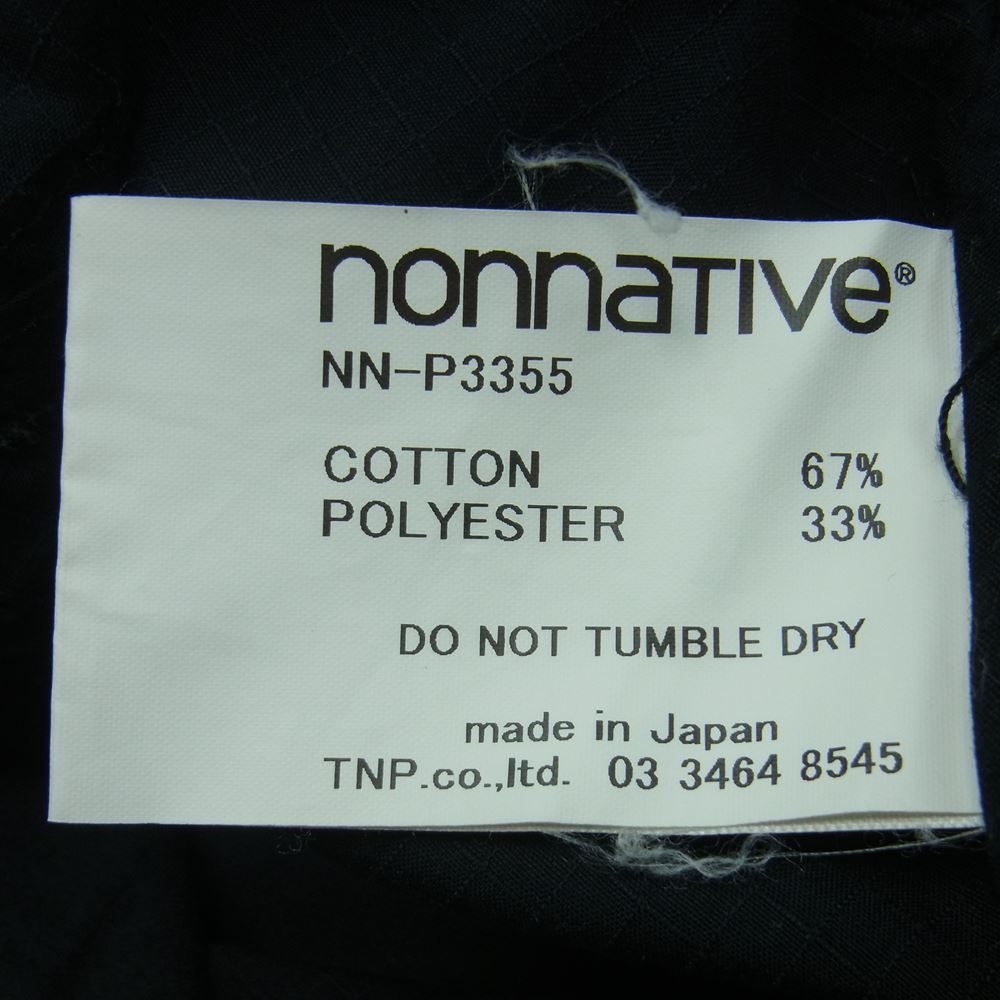 nonnaTIVe®
NN-P3355
COTTON 67%
POLYESTER 33%
DO NOT TUMBLE DRY
made in Japan
TNP.co.,ltd. 03 3464 8545